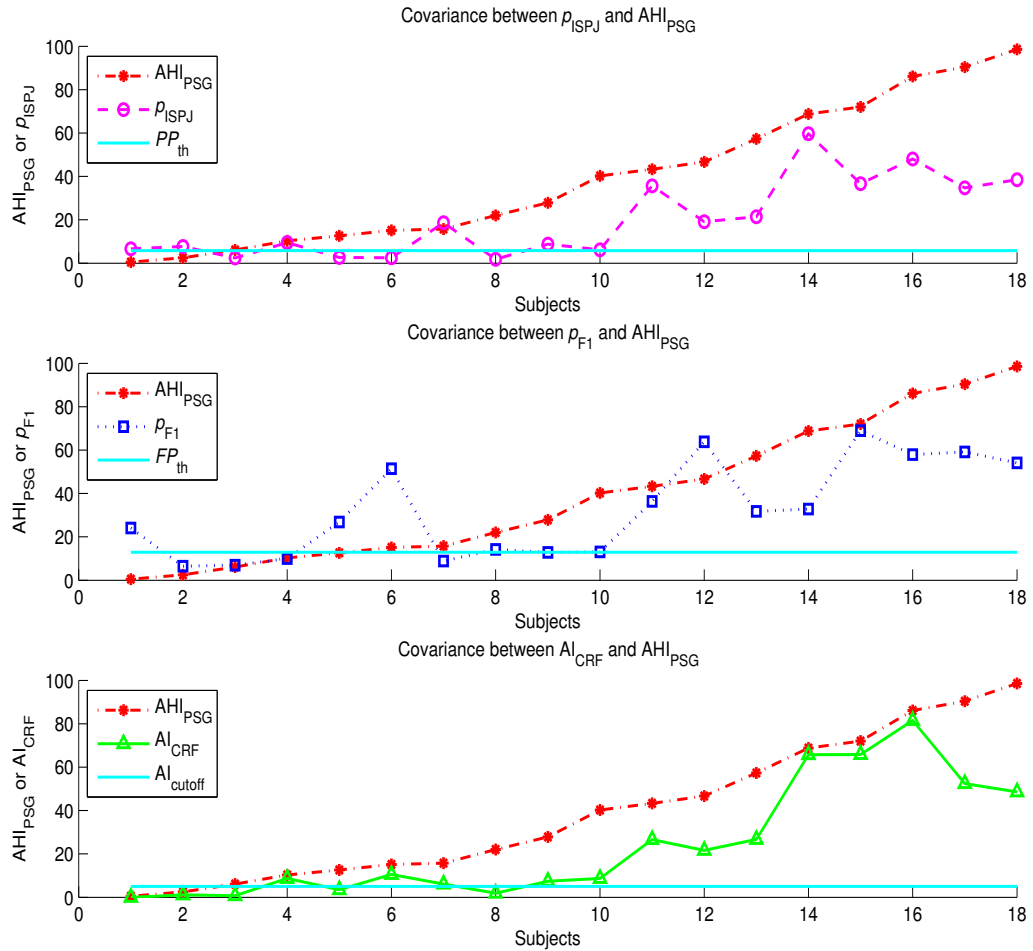 Covariance between p_ISPJ and AHI_PSG
AHI_PSG or p_ISPJ
100
80
60
40
20
0
AHI_PSG
p_ISPJ
PP_th
0 2 4 6 8 10 12 14 16 18
Subjects
Covariance between p_F1 and AHI_PSG
AHI_PSG or p_F1
100
80
60
40
20
0
AHI_PSG
p_F1
FP_th
0 2 4 6 8 10 12 14 16 18
Subjects
Covariance between AI_CRF and AHI_PSG
AHI_PSG or AI_CRF
100
80
60
40
20
0
AHI_PSG
AI_CRF
AI_cutoff
0 2 4 6 8 10 12 14 16 18
Subjects